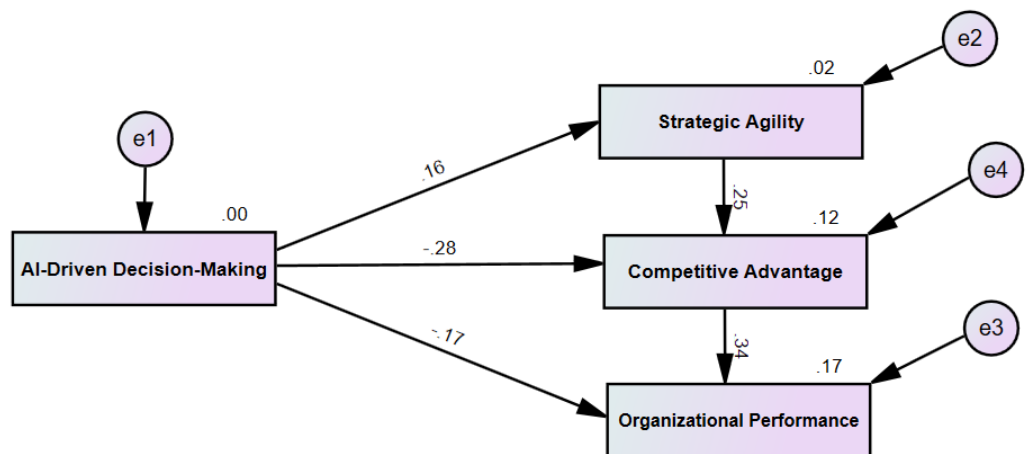 e2
.02
Strategic Agility
e1
.16
e4
.25
.00
.12
AI-Driven Decision-Making
-.28
Competitive Advantage
e3
-.17
.34
.17
Organizational Performance